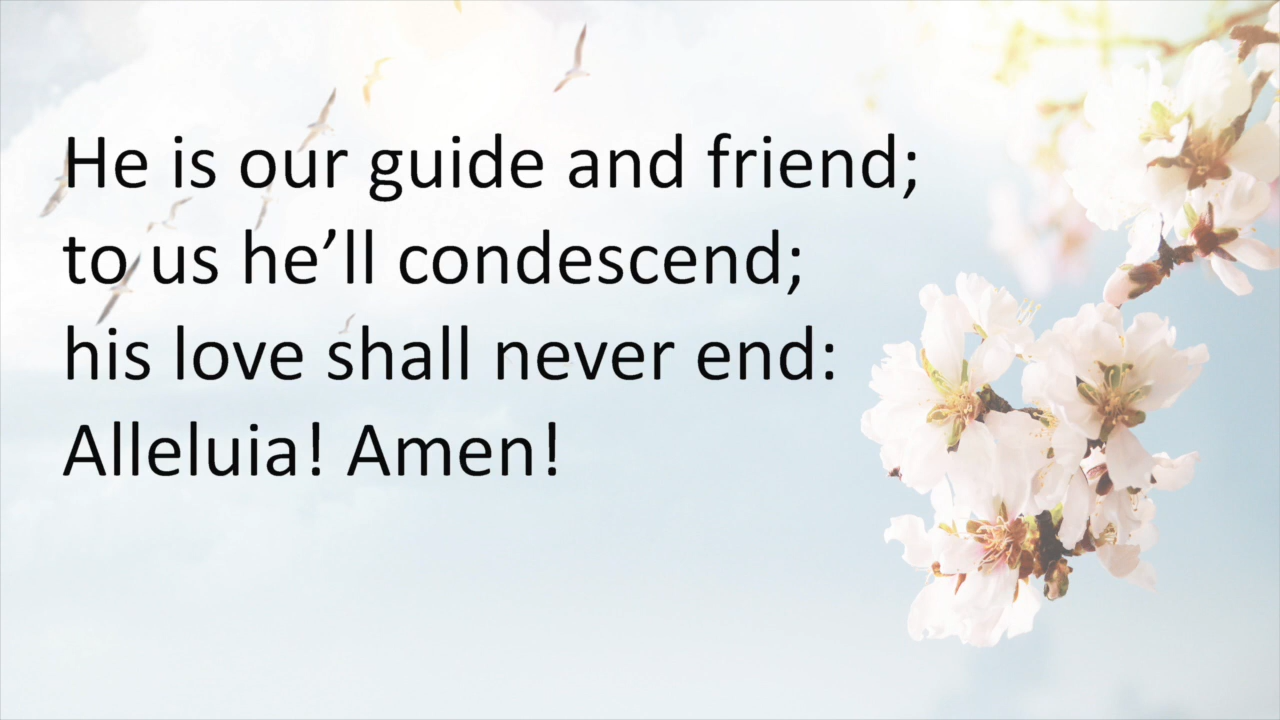 He is our guide and friend;
to us he’ll condescend;
his love shall never end:
Alleluia! Amen!